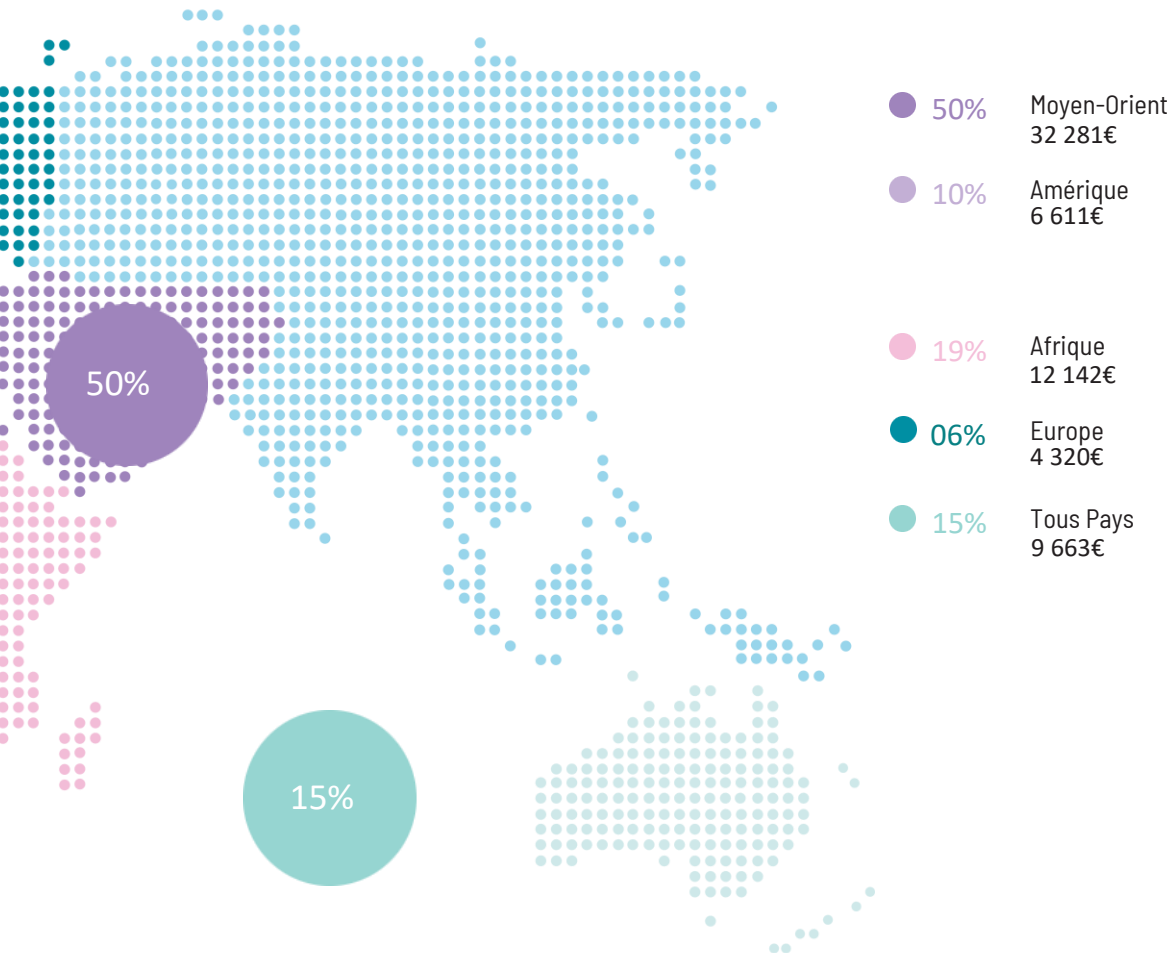 50%
Moyen-Orient
32 281€
10%
Amérique
6 611€
19%
Afrique
12 142€
06%
Europe
4 320€
15%
Tous Pays
9 663€
50%
15%